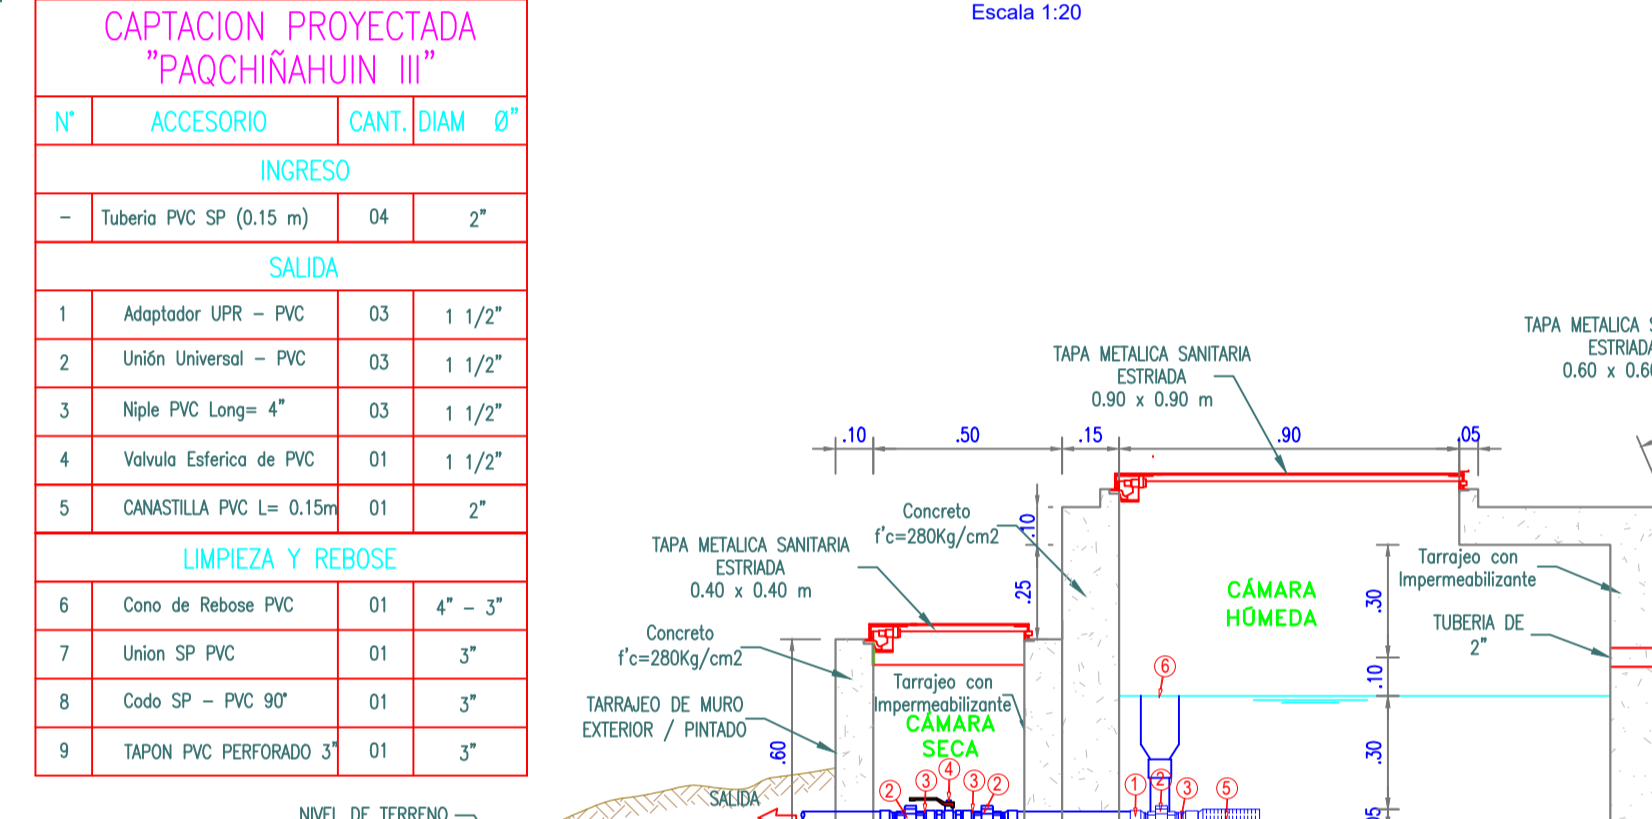 Escala 1:20
CAPTACION PROYECTADA
"PAQCHIÑAHUIN III"
N° ACCESORIO CANT. DIAM Ø"
INGRESO
- Tuberia PVC SP (0.15 m) 04 2"
SALIDA
1 Adaptador UPR - PVC 03 1 1/2"
2 Unión Universal - PVC 03 1 1/2"
3 Niple PVC Long= 4" 03 1 1/2"
4 Valvula Esferica de PVC 01 1 1/2"
5 CANASTILLA PVC L= 0.15m 01 2"
LIMPIEZA Y REBOSE
6 Cono de Rebose PVC 01 4" - 3"
7 Union SP PVC 01 3"
8 Codo SP - PVC 90° 01 3"
9 TAPON PVC PERFORADO 3" 01 3"
TAPA METALICA
ESTRIADA
0.60 x 0.60
TAPA METALICA SANITARIA
ESTRIADA
0.90 x 0.90 m
.10 .50 .15 .90 .05
Concreto
f'c=280Kg/cm2
.10
.25
TAPA METALICA SANITARIA
ESTRIADA
0.40 x 0.40 m
Concreto
f'c=280Kg/cm2
TARRAJEO DE MURO
EXTERIOR / PINTADO
Tarrajeo con
Impermeabilizante
CÁMARA
SECA
.60
CÁMARA
HÚMEDA
Tarrajeo con
Impermeabilizante
TUBERIA DE
2"
.30
.10
.30
6
2 3 4 3 2 1 2 3 5
SALIDA
NIVEL DE TERRENO